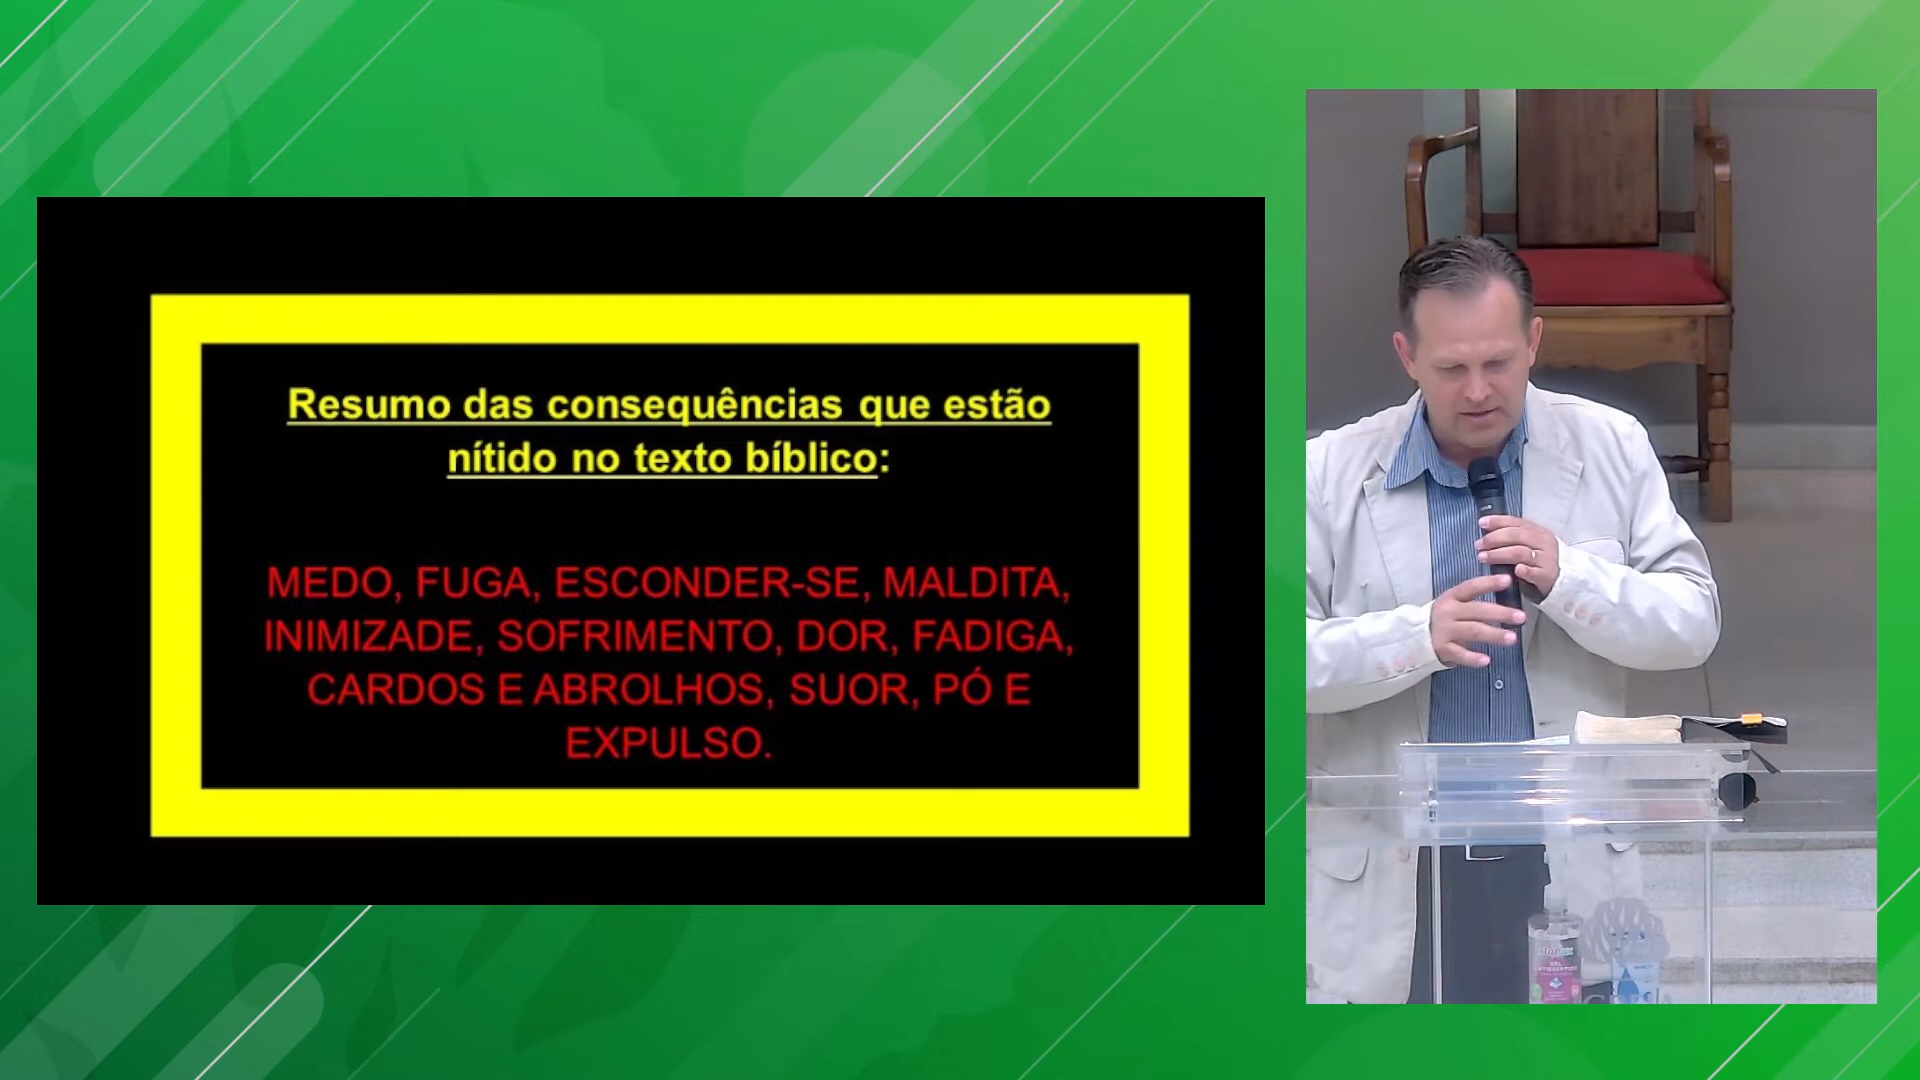 Resumo das consequências que estão
nítido no texto bíblico:
MEDO, FUGA, ESCONDER-SE, MALDITA,
INIMIZADE, SOFRIMENTO, DOR, FADIGA,
CARDOS E ABROLHOS, SUOR, PÓ E
EXPULSO.